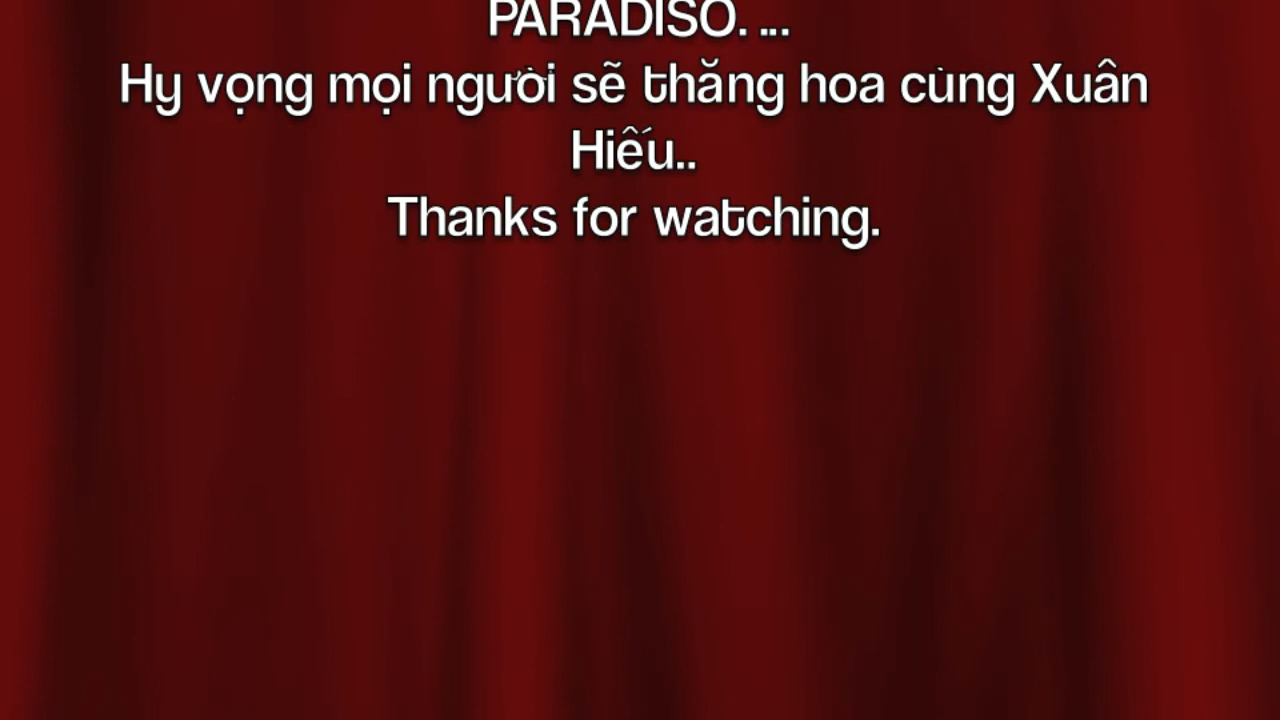 PARADISO. ...
Hy vọng mọi người sẽ thăng hoa cùng Xuân
Hiếu..
Thanks for watching.